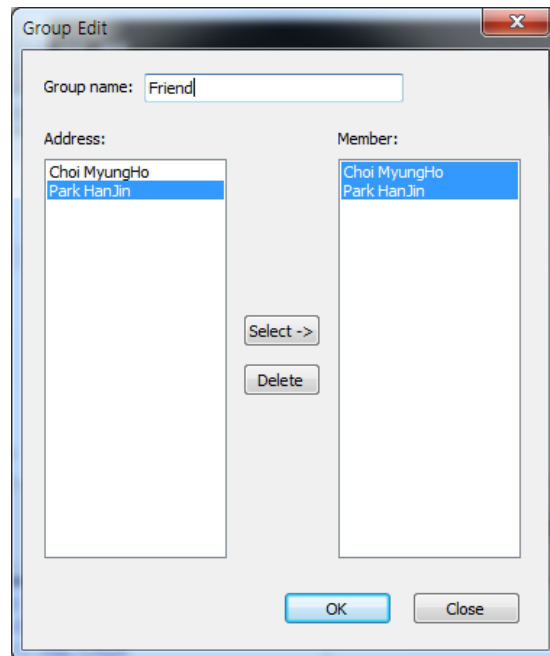 Group Edit
Group name: Friend
Address:
Member:
Choi MyungHo
Park HanJin
Choi MyungHo
Park HanJin
Select ->
Delete
OK
Close